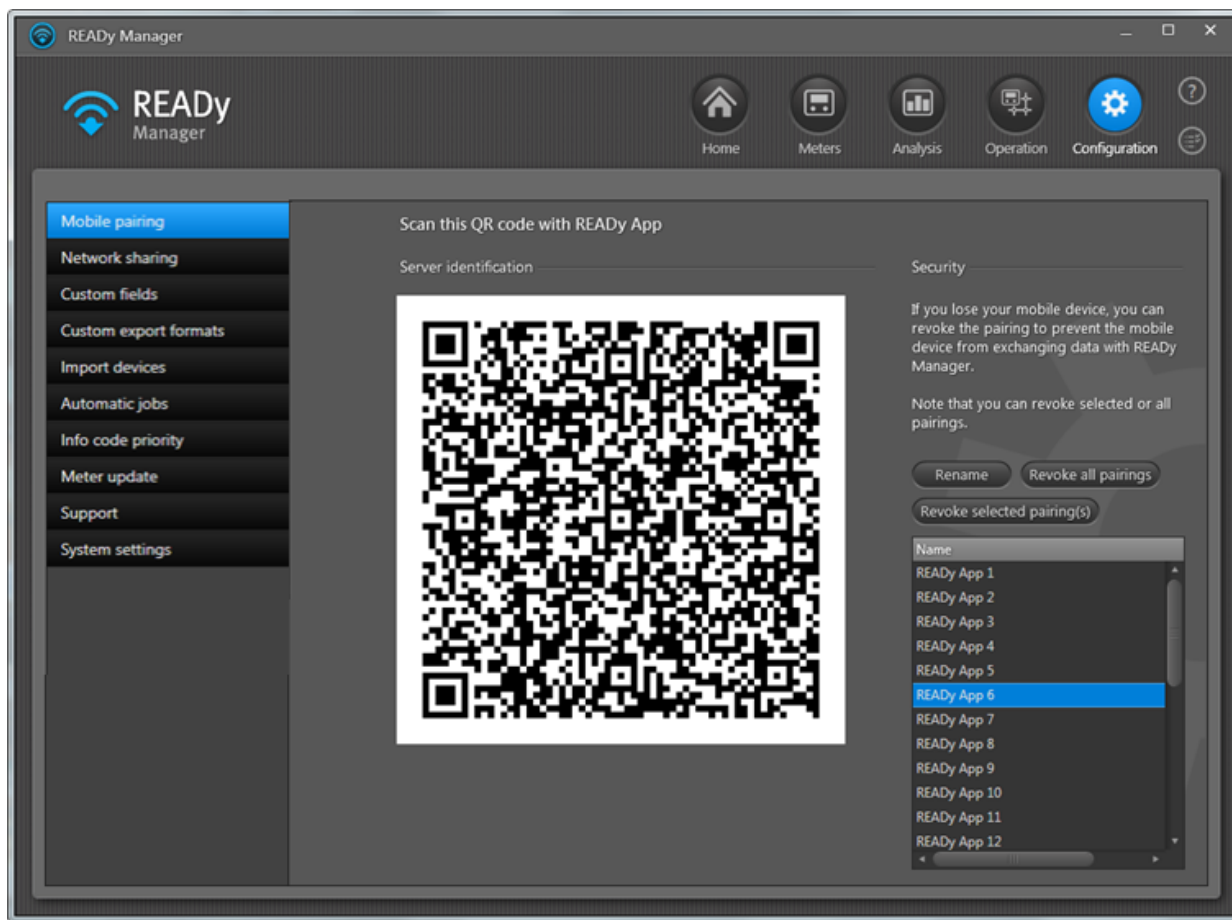 READy Manager
READy
Manager
Home
Meters
Analysis
Operation
Configuration
?
Mobile pairing
Network sharing
Custom fields
Custom export formats
Import devices
Automatic jobs
Info code priority
Meter update
Support
System settings
Scan this QR code with READy App
Server identification
Security
If you lose your mobile device, you can
revoke the pairing to prevent the mobile
device from exchanging data with READy
Manager.
Note that you can revoke selected or all
pairings.
Rename
Revoke all pairings
Revoke selected pairing(s)
Name
READy App 1
READy App 2
READy App 3
READy App 4
READy App 5
READy App 6
READy App 7
READy App 8
READy App 9
READy App 10
READy App 11
READy App 12